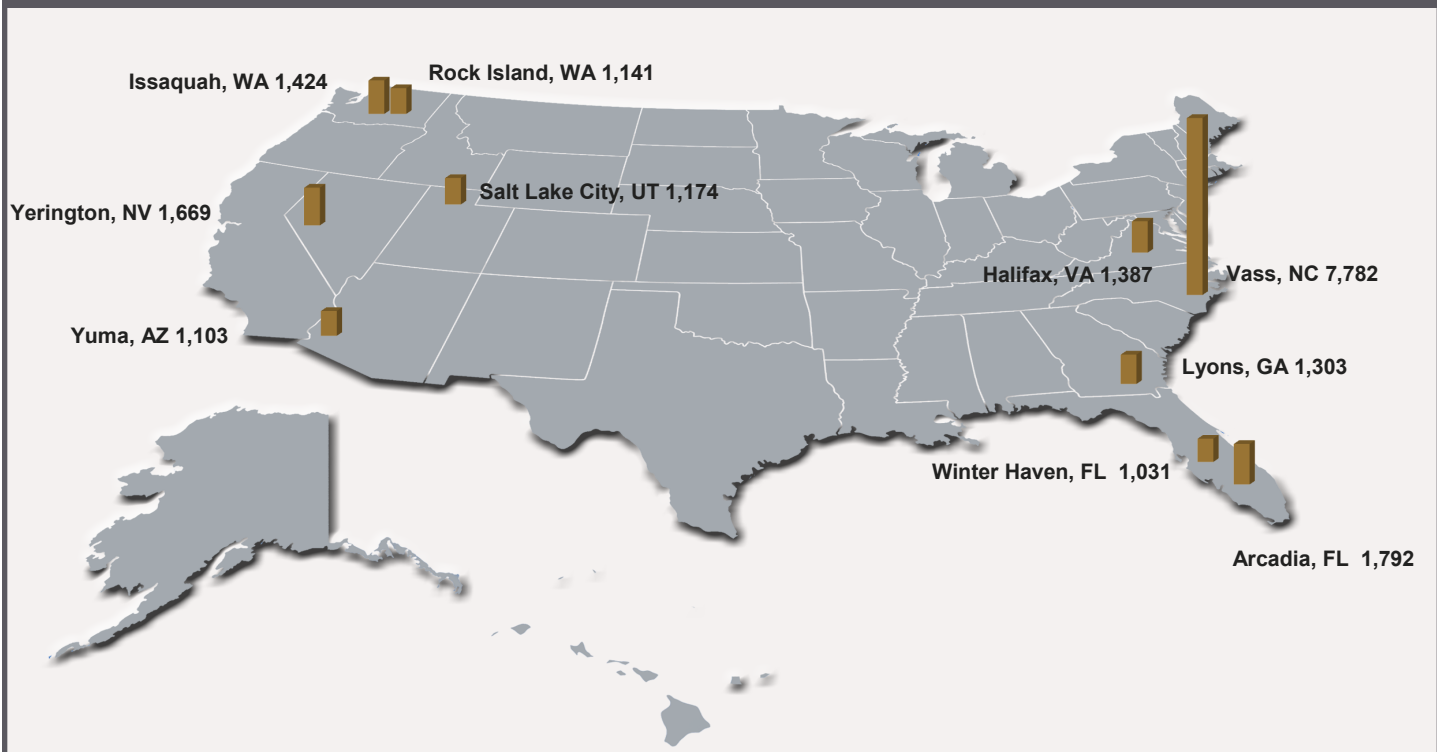 Rock Island, WA 1,141
Issaquah, WA 1,424
Salt Lake City, UT 1,174
Yerington, NV 1,669
Halifax, VA 1,387
Vass, NC 7,782
Yuma, AZ 1,103
Lyons, GA 1,303
Winter Haven, FL 1,031
Arcadia, FL 1,792